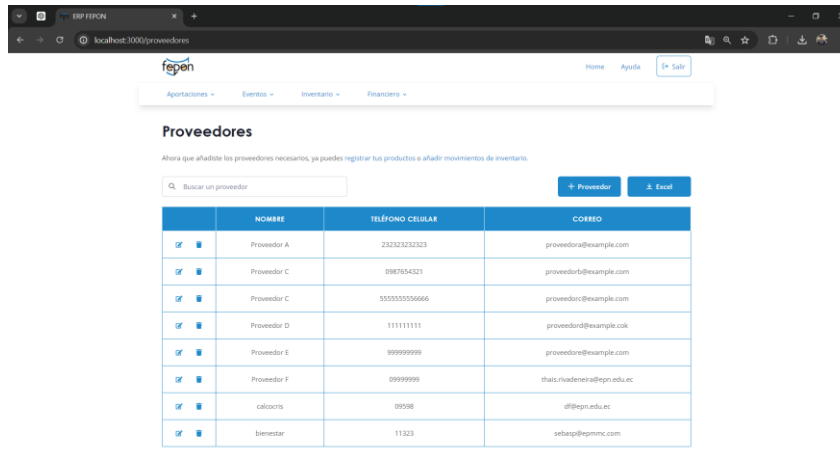 ERP FEPON
localhost:3000/proveedores
fepon
Home Ayuda Salir
Aportaciones Eventos Inventario Financiero
Proveedores
Ahora que añadiste los proveedores necesarios, ya puedes registrar tus productos o añadir movimientos de inventario.
Buscar un proveedor
+ Proveedor Excel
NOMBRE TELÉFONO CELULAR CORREO
Proveedor A 232323232323 proveedora@example.com
Proveedor C 0987654321 proveedorb@example.com
Proveedor C 5555555556666 proveedorc@example.com
Proveedor D 111111111 proveedord@example.cok
Proveedor E 999999999 proveedore@example.com
Proveedor F 09999999 thais.rivadeneira@epn.edu.ec
calcocris 09598 df@epn.edu.ec
bienestar 11323 sebasp@epmmc.com